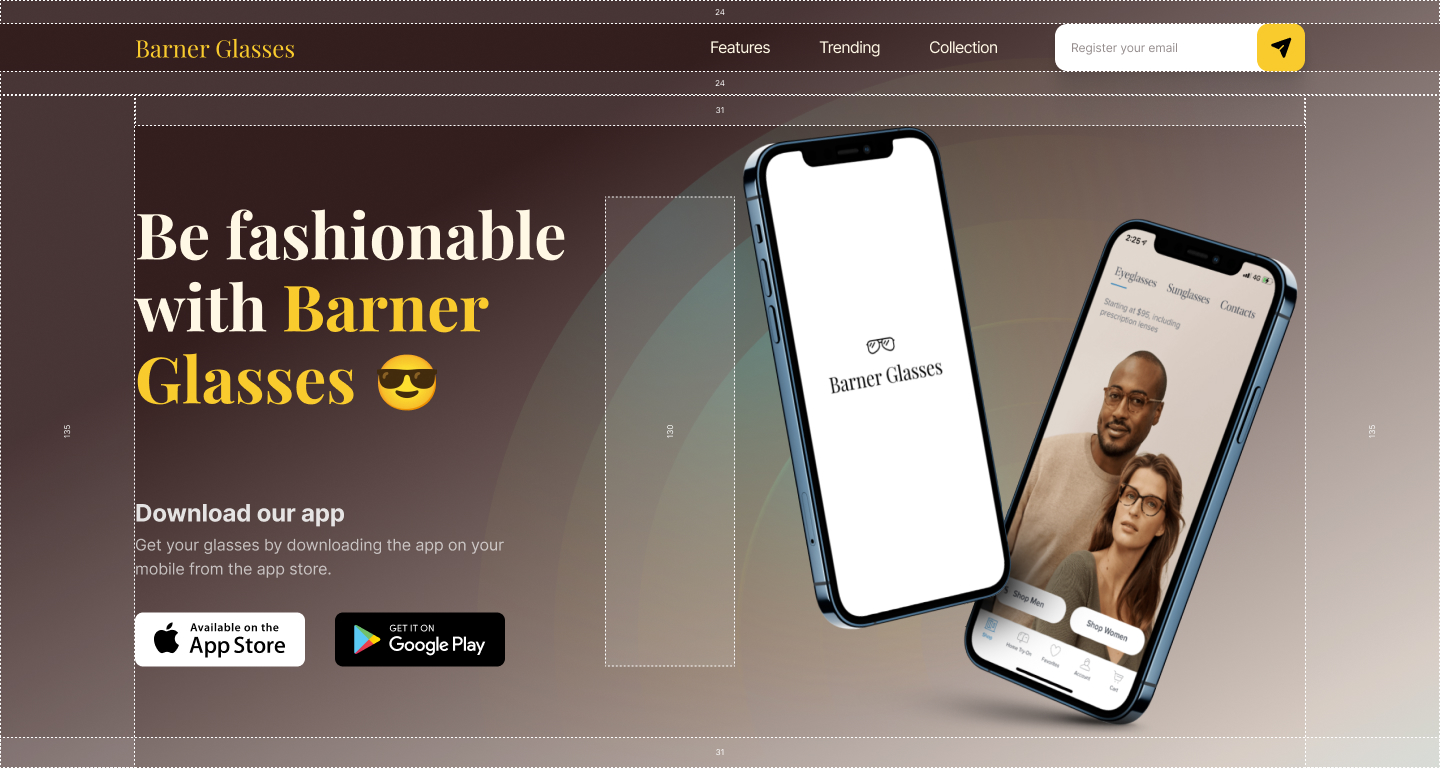 24
Barner Glasses
Features
Trending
Collection
Register your email
24
31
Be fashionable
with Barner
Glasses 😎
135
130
135
Download our app
Get your glasses by downloading the app on your
mobile from the app store.
Available on the
App Store
GET IT ON
Google Play
Barner Glasses
2:25
4G
Eyeglasses
Sunglasses
Contacts
Starting at $95, including
prescription lenses
Shop Men
Shop Women
Shop
Home Try-On
Favorites
Account
Cart
31